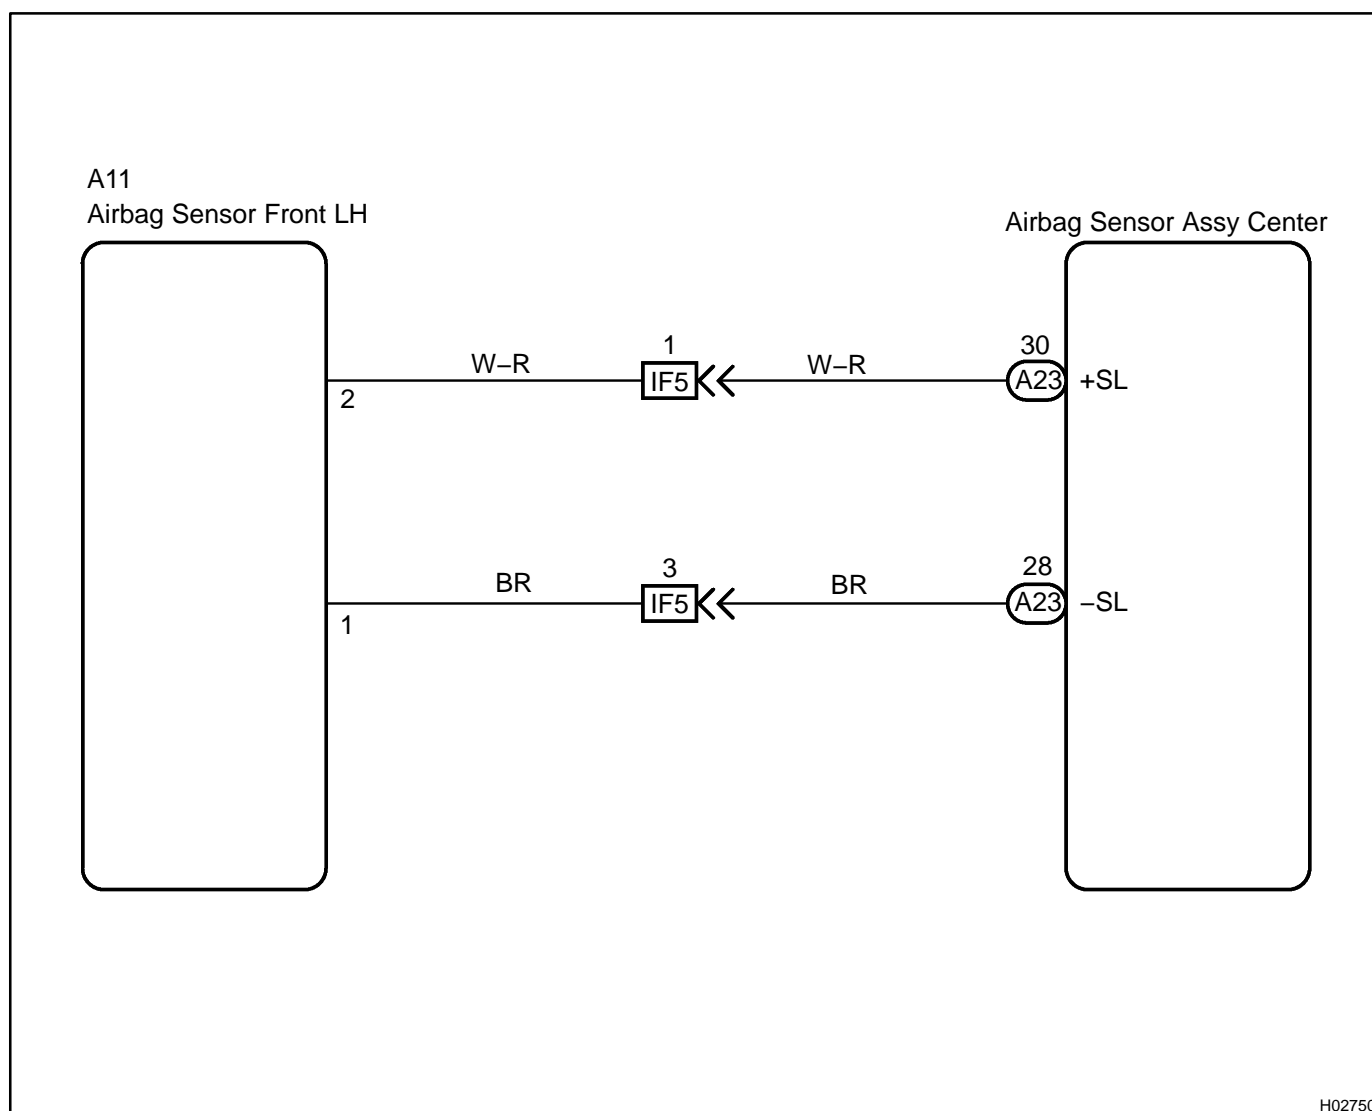 A11
Airbag Sensor Front LH
Airbag Sensor Assy Center
1
30
W–R
W–R
IF5
A23
+SL
2
3
28
BR
BR
IF5
A23
–SL
1
H02750